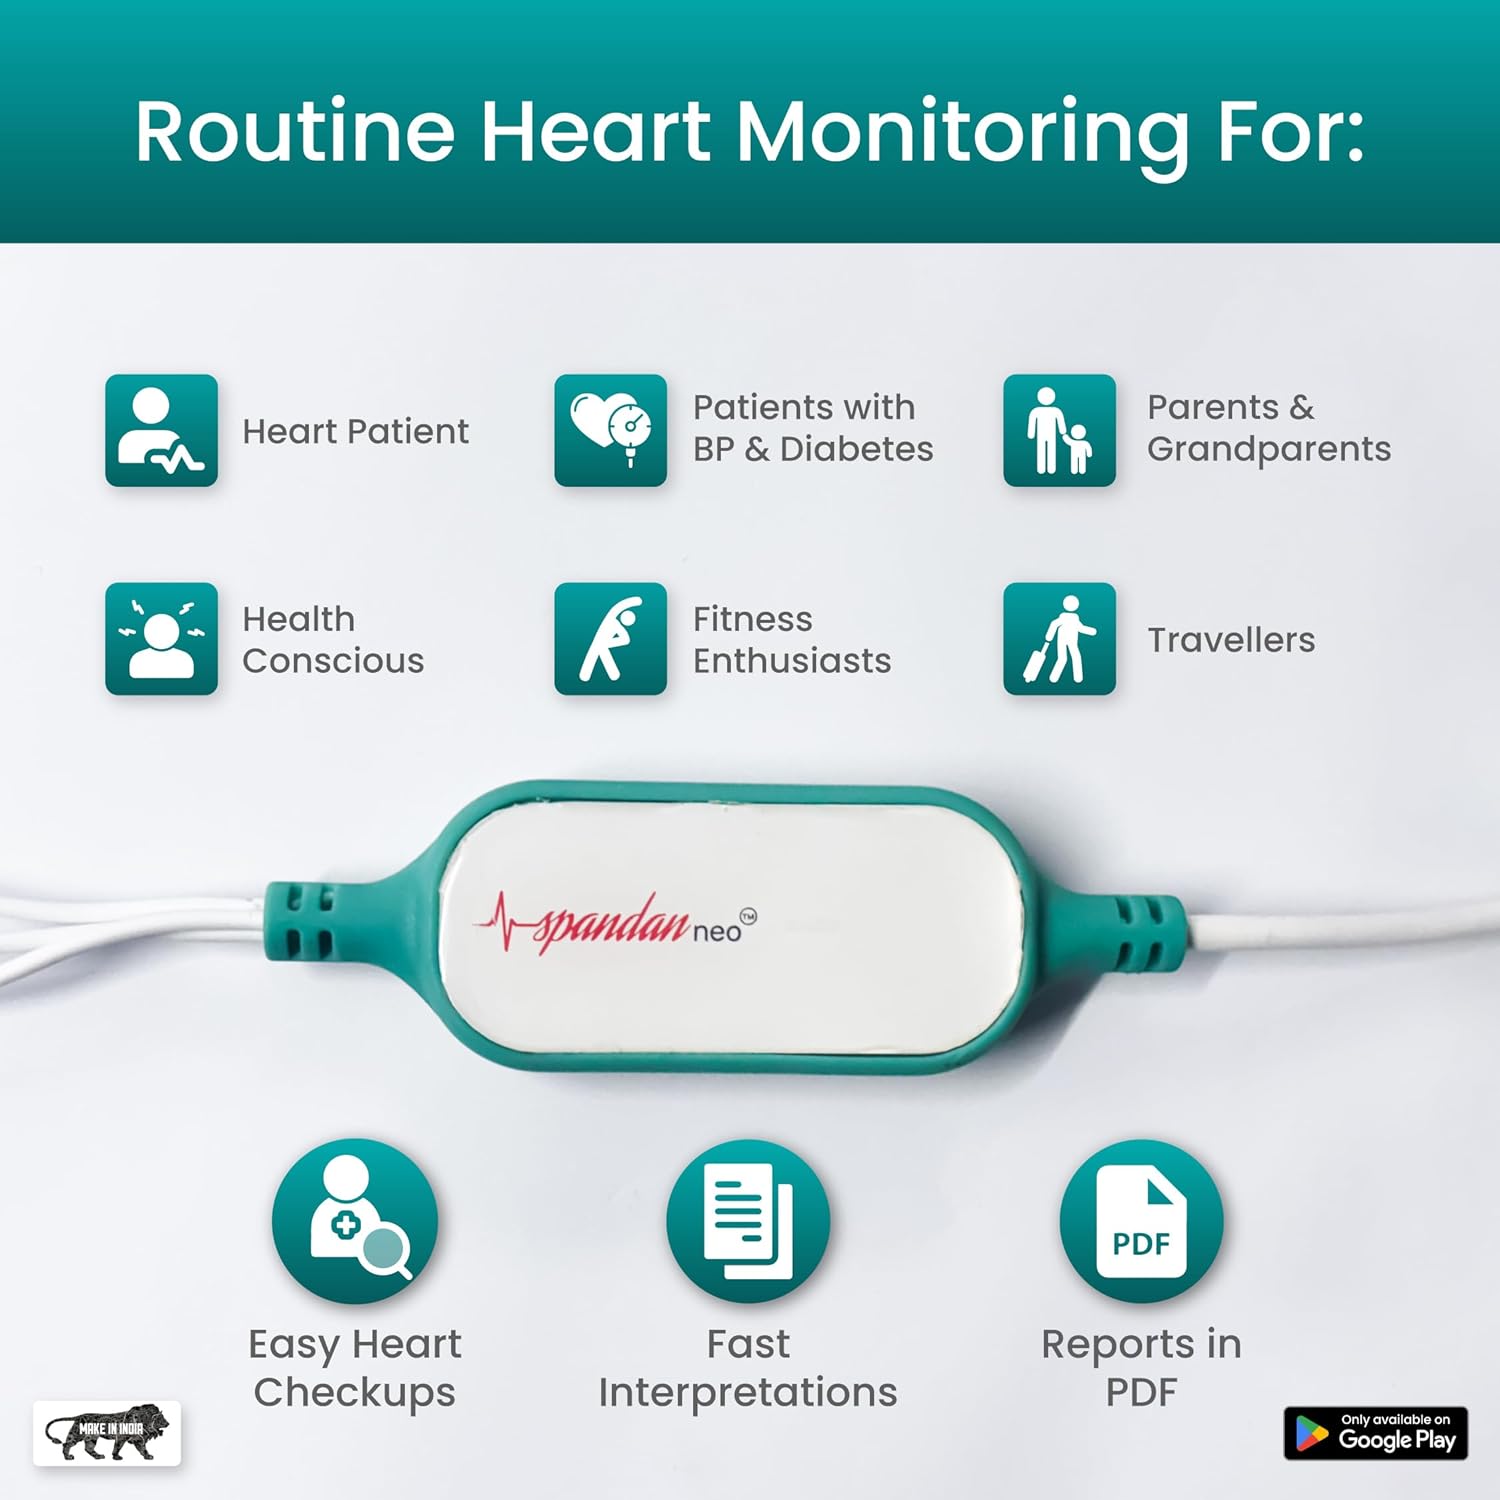 Routine Heart Monitoring For:
Heart Patient
Patients with
BP & Diabetes
Parents &
Grandparents
Health
Conscious
Fitness
Enthusiasts
Travellers
spandan neo™
Easy Heart
Checkups
Fast
Interpretations
PDF
Reports in
PDF
MAKE IN INDIA
Only available on
Google Play